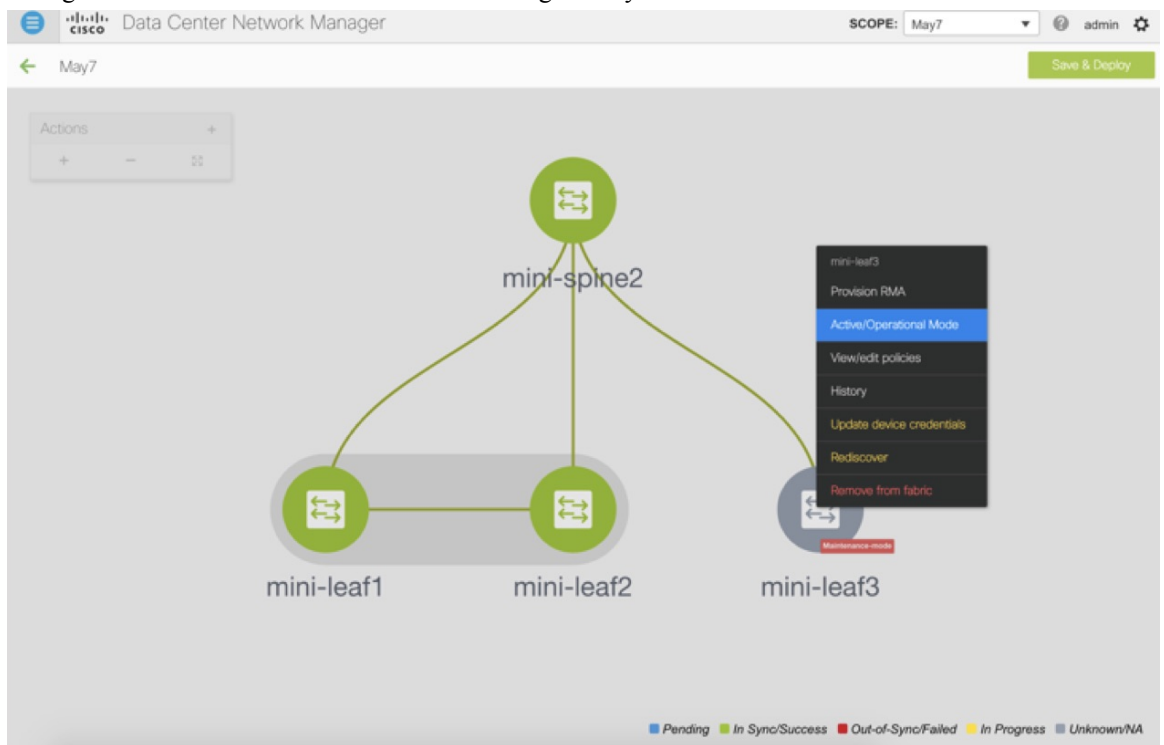 cisco Data Center Network Manager SCOPE: May7 admin
May7 Save & Deploy
Actions +
+ −
mini-spine2
mini-leaf3
Provision RMA
Active/Operational Mode
View/edit policies
History
Update device credentials
Rediscover
Remove from fabric
Maintenance-mode
mini-leaf1 mini-leaf2 mini-leaf3
Pending In Sync/Success Out-of-Sync/Failed In Progress Unknown/NA